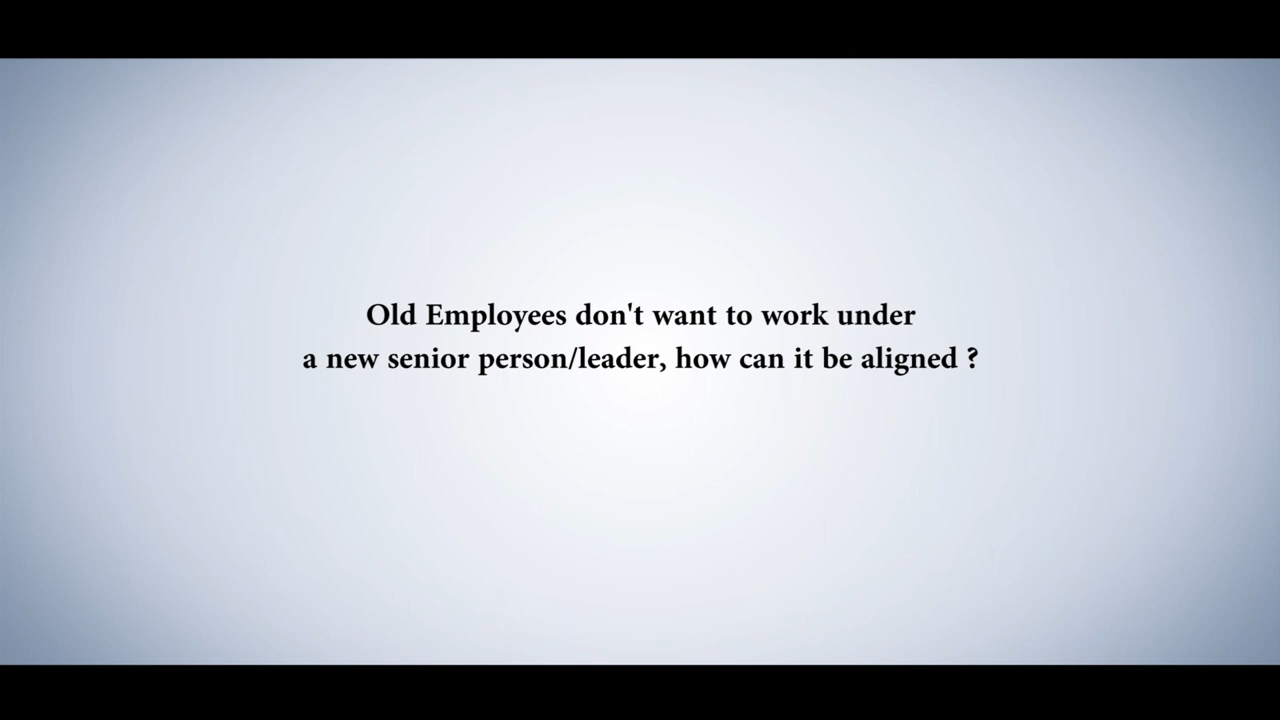 Old Employees don't want to work under
a new senior person/leader, how can it be aligned ?